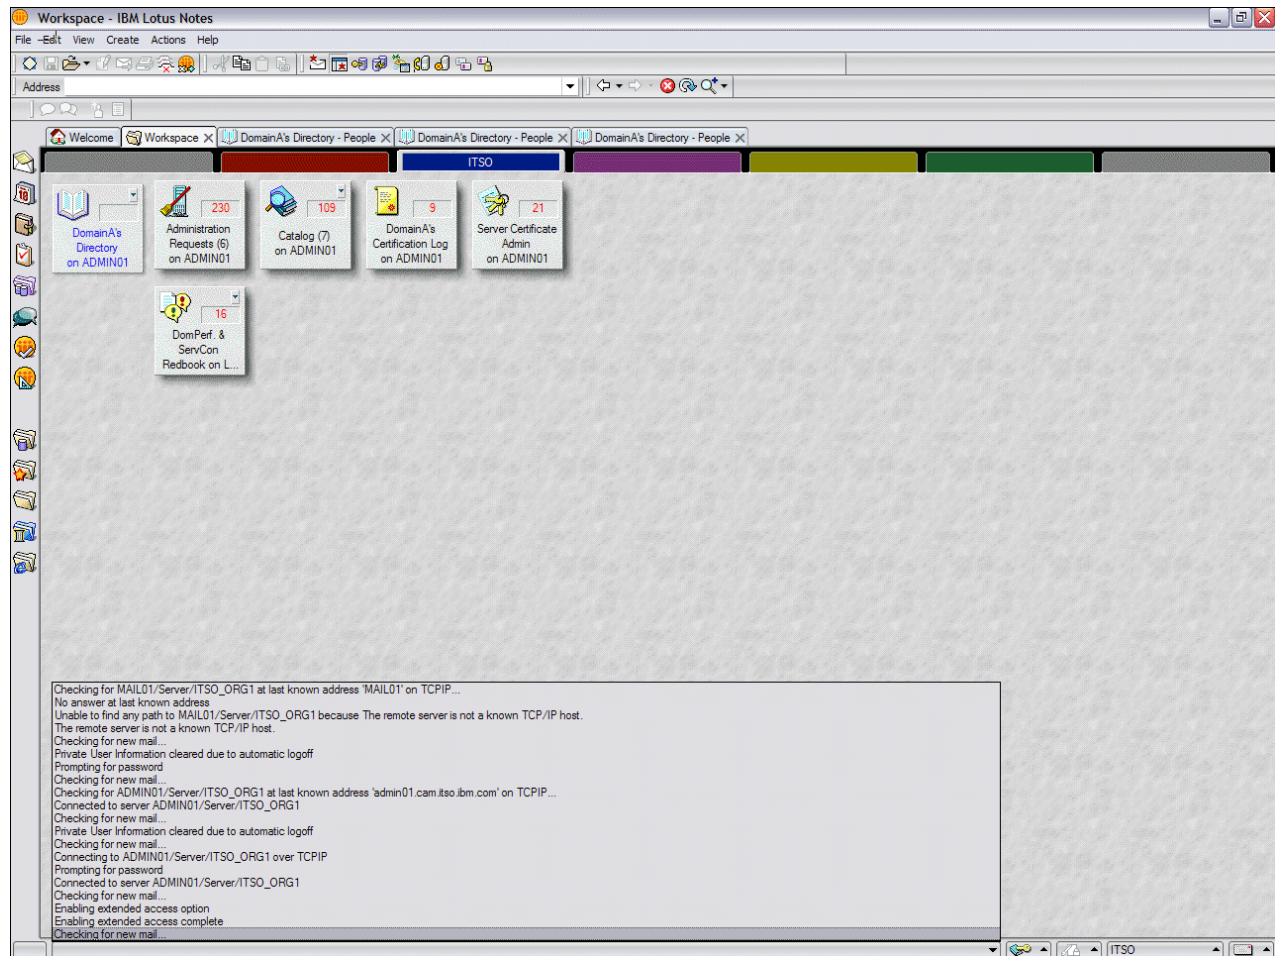 Workspace - IBM Lotus Notes
File Edit View Create Actions Help
Address
Welcome Workspace DomainA's Directory - People DomainA's Directory - People DomainA's Directory - People
ITSO
DomainA's
Directory
on ADMIN01
230
Administration
Requests (6)
on ADMIN01
109
Catalog (7)
on ADMIN01
9
DomainA's
Certification Log
on ADMIN01
21
Server Certificate
Admin
on ADMIN01
16
DomPerf. &
ServCon
Redbook on L...
Checking for MAIL01/Server/ITSO_ORG1 at last known address 'MAIL01' on TCPIP...
No answer at last known address
Unable to find any path to MAIL01/Server/ITSO_ORG1 because The remote server is not a known TCP/IP host.
The remote server is not a known TCP/IP host.
Checking for new mail...
Private User Information cleared due to automatic logoff
Prompting for password
Checking for new mail...
Checking for ADMIN01/Server/ITSO_ORG1 at last known address 'admin01.cam.itso.ibm.com' on TCPIP...
Connected to server ADMIN01/Server/ITSO_ORG1
Checking for new mail...
Private User Information cleared due to automatic logoff
Checking for new mail...
Connecting to ADMIN01/Server/ITSO_ORG1 over TCPIP
Prompting for password
Connected to server ADMIN01/Server/ITSO_ORG1
Checking for new mail...
Enabling extended access option
Enabling extended access complete
Checking for new mail...
ITSO